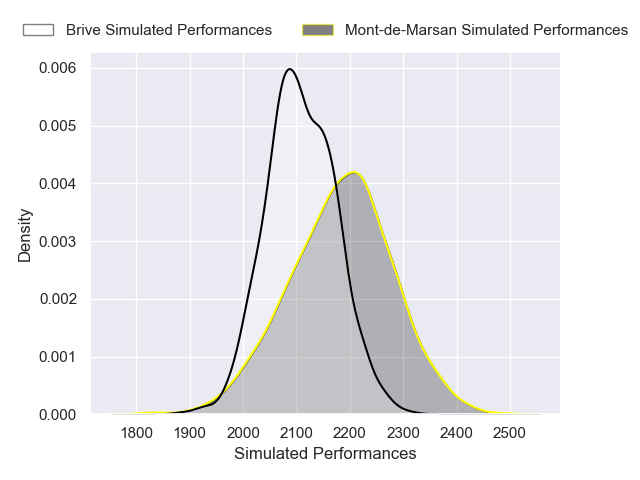 Brive Simulated Performances
Mont-de-Marsan Simulated Performances
0.006
0.005
0.004
0.003
0.002
0.001
0.000
Density
1800 1900 2000 2100 2200 2300 2400 2500
Simulated Performances